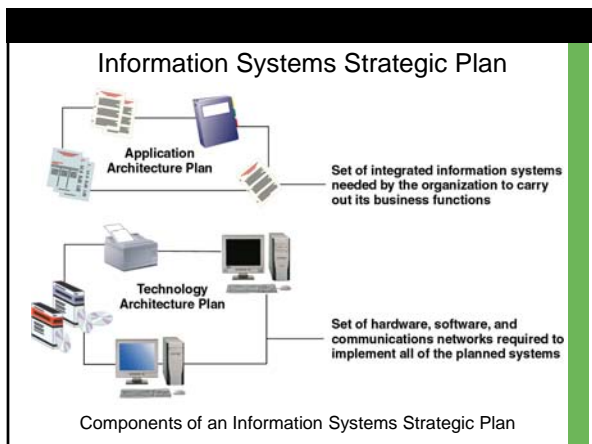 Information Systems Strategic Plan
Application
Architecture Plan
Set of integrated information systems
needed by the organization to carry
out its business functions
Technology
Architecture Plan
Set of hardware, software, and
communications networks required to
implement all of the planned systems
Components of an Information Systems Strategic Plan